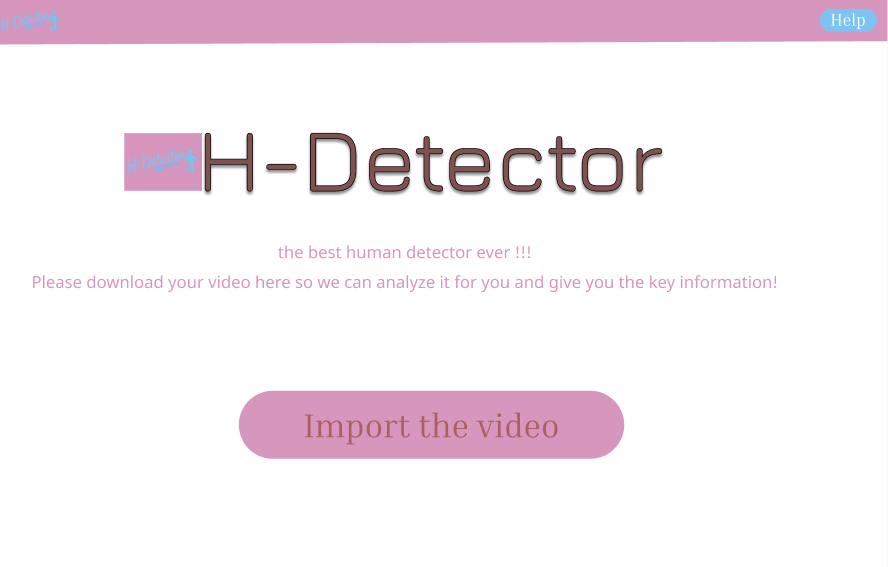 H-Detector
Help
H-Detector
H-Detector
the best human detector ever !!!
Please download your video here so we can analyze it for you and give you the key information!
Import the video